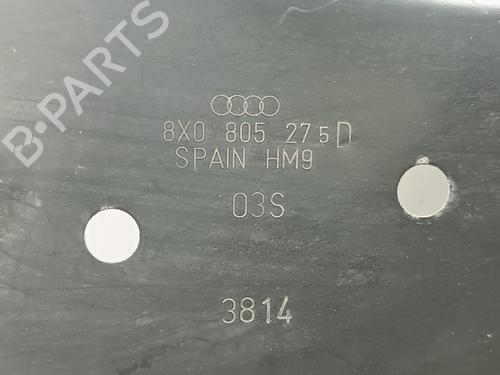 B-PARTS
8X0 805 275D
SPAIN HM9
03S
3814